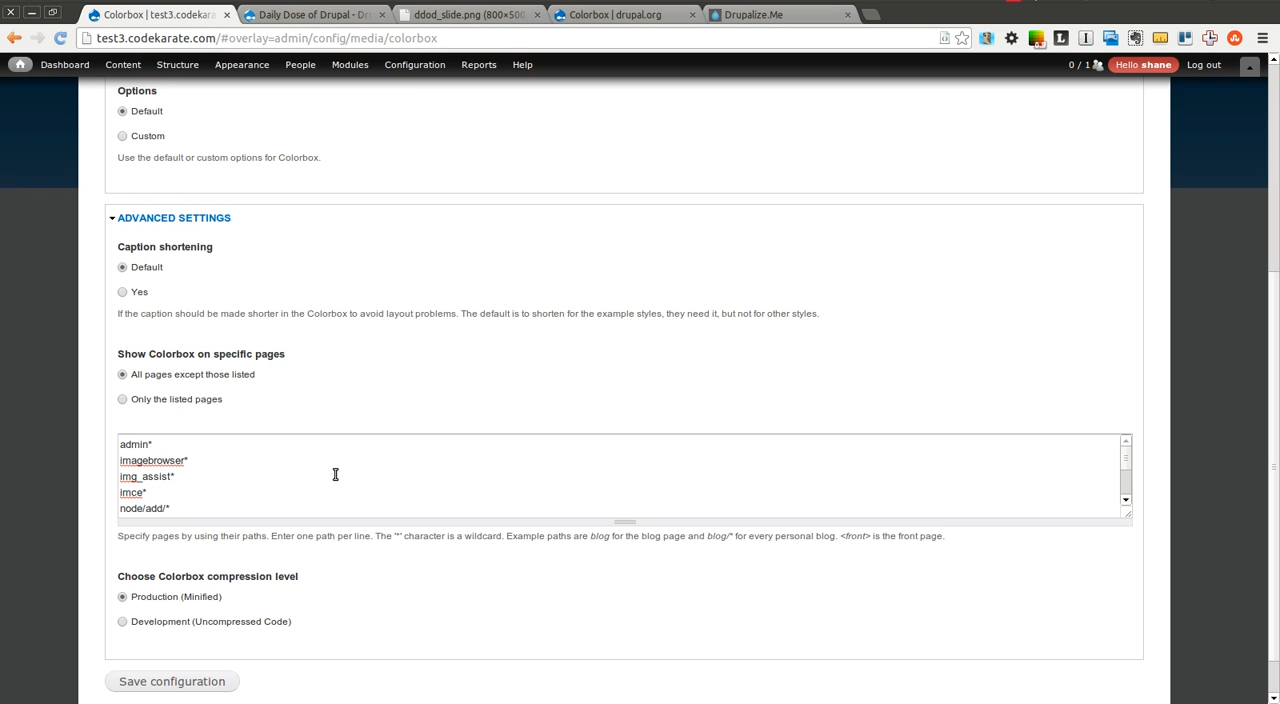 Colorbox | test3.codekara
Daily Dose of Drupal - Dr
ddod_slide.png (800×500
Colorbox | drupal.org
Drupalize.Me
test3.codekarate.com/#overlay=admin/config/media/colorbox
Dashboard Content Structure Appearance People Modules Configuration Reports Help 0 / 1 Hello shane Log out
Options
Default
Custom
Use the default or custom options for Colorbox.
ADVANCED SETTINGS
Caption shortening
Default
Yes
If the caption should be made shorter in the Colorbox to avoid layout problems. The default is to shorten for the example styles, they need it, but not for other styles.
Show Colorbox on specific pages
All pages except those listed
Only the listed pages
admin*
imagebrowser*
img_assist*
imce*
node/add/*
Specify pages by using their paths. Enter one path per line. The '*' character is a wildcard. Example paths are blog for the blog page and blog/* for every personal blog. <front> is the front page.
Choose Colorbox compression level
Production (Minified)
Development (Uncompressed Code)
Save configuration